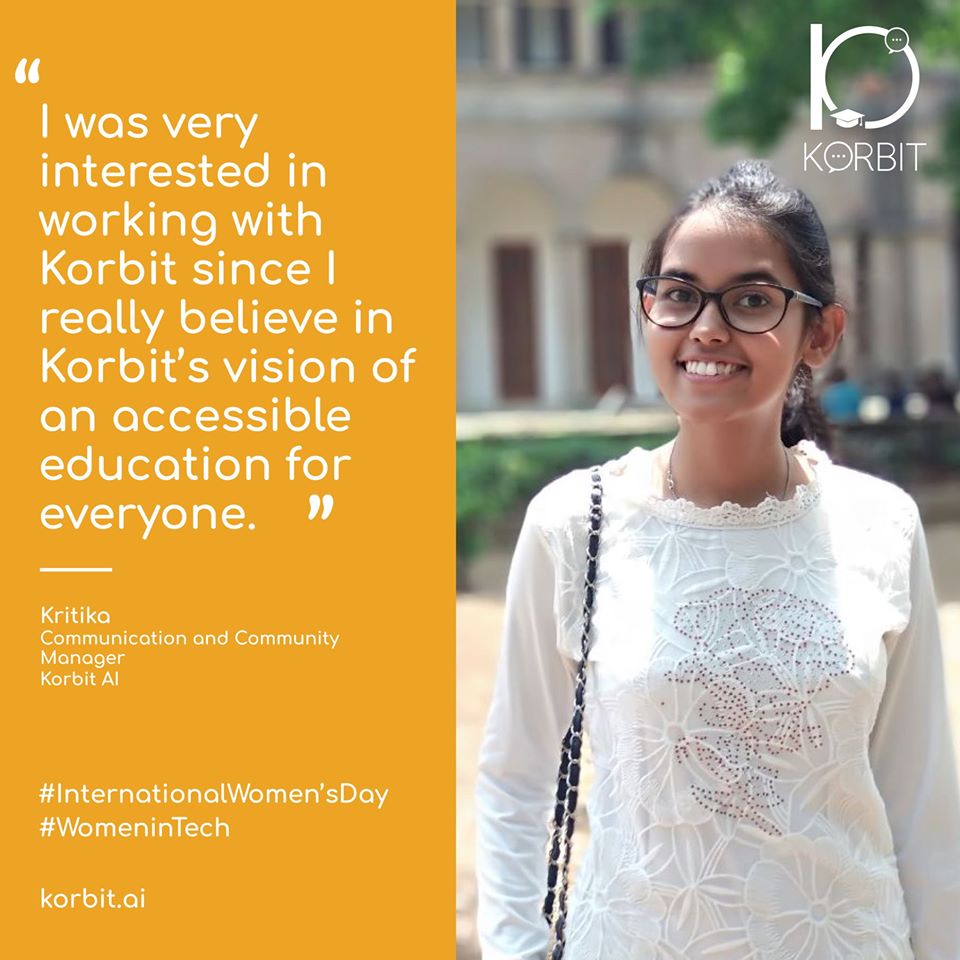 “
I was very
interested in
working with
Korbit since I
really believe in
Korbit’s vision of
an accessible
education for
everyone. ”
Kritika
Communication and Community
Manager
Korbit AI
#InternationalWomen’sDay
#WomeninTech
korbit.ai
KORBIT